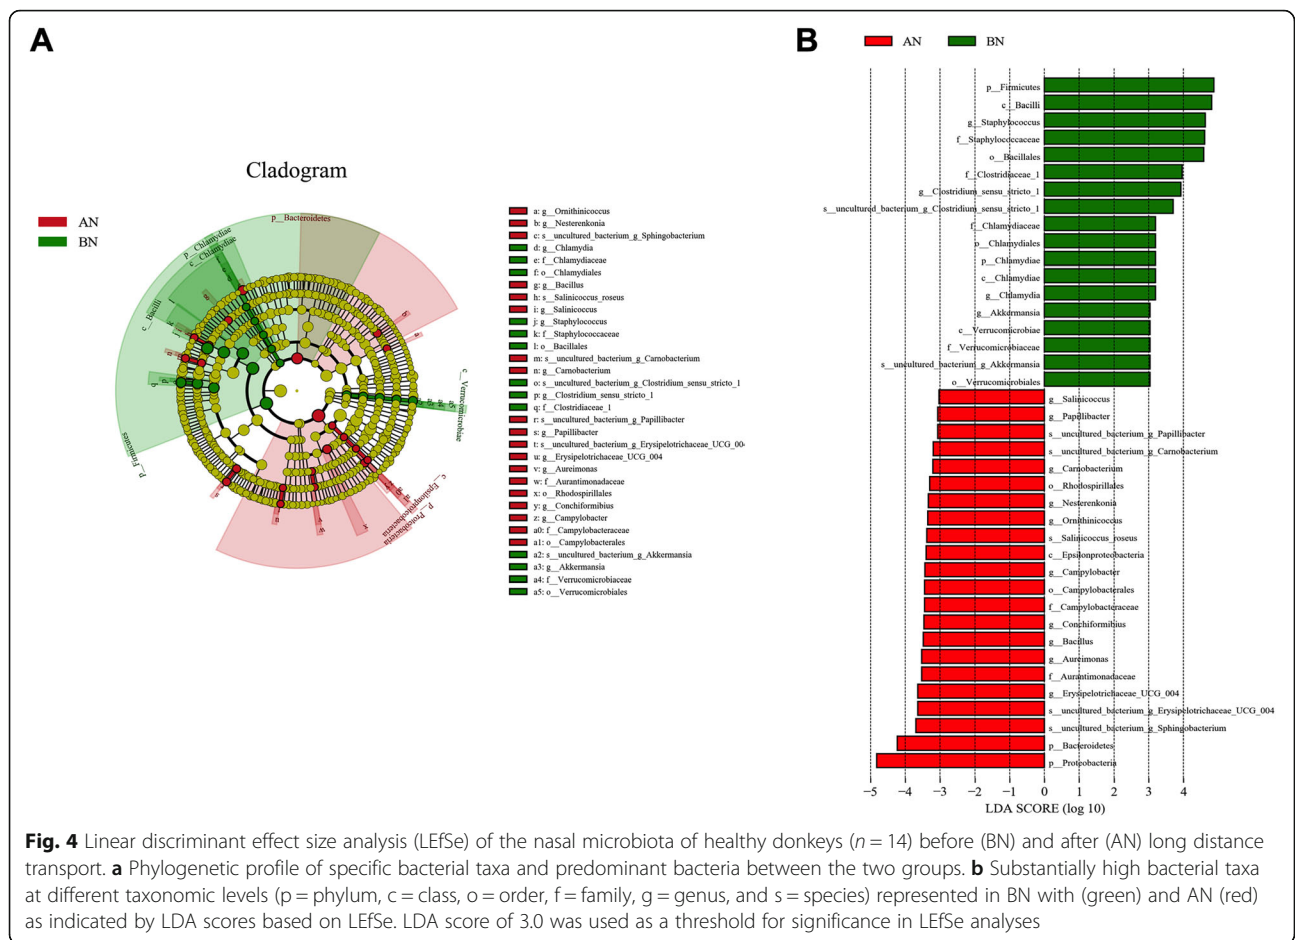 A
Cladogram
AN
BN
p__Bacteroidetes
p__Chlamydiae
c__Chlamydiae
c__Bacilli
p__Firmicutes
c__Verrucomicrobiae
c__Epsilonproteobacteria
p__Proteobacteria
a: g__Ornithinicoccus
b: g__Nesterenkonia
c: s__uncultured_bacterium_g_Sphingobacterium
d: g__Chlamydia
e: f__Chlamydiaceae
f: o__Chlamydiales
g: g__Bacillus
h: s__Salinicoccus_roseus
i: g__Salinicoccus
j: g__Staphylococcus
k: f__Staphylococcaceae
l: o__Bacillales
m: s__uncultured_bacterium_g_Carnobacterium
n: g__Carnobacterium
o: s__uncultured_bacterium_g_Clostridium_sensu_stricto_1
p: g__Clostridium_sensu_stricto_1
q: f__Clostridiaceae_1
r: s__uncultured_bacterium_g_Papillibacter
s: g__Papillibacter
t: s__uncultured_bacterium_g_Erysipelotrichaceae_UCG_00
u: g__Erysipelotrichaceae_UCG_004
v: g__Aureimonas
w: f__Aurantimonadaceae
x: o__Rhodospirillales
y: g__Conchiformibius
z: g__Campylobacter
a0: f__Campylobacteraceae
a1: o__Campylobacterales
a2: s__uncultured_bacterium_g_Akkermansia
a3: g__Akkermansia
a4: f__Verrucomicrobiaceae
a5: o__Verrucomicrobiales
B
AN
BN
p__Firmicutes
c__Bacilli
g__Staphylococcus
f__Staphylococcaceae
o__Bacillales
f__Clostridiaceae_1
g__Clostridium_sensu_stricto_1
s__uncultured_bacterium_g_Clostridium_sensu_stricto_1
f__Chlamydiaceae
o__Chlamydiales
p__Chlamydiae
c__Chlamydiae
g__Chlamydia
g__Akkermansia
c__Verrucomicrobiae
f__Verrucomicrobiaceae
s__uncultured_bacterium_g_Akkermansia
o__Verrucomicrobiales
g__Salinicoccus
g__Papillibacter
s__uncultured_bacterium_g_Papillibacter
s__uncultured_bacterium_g_Carnobacterium
g__Carnobacterium
o__Rhodospirillales
g__Nesterenkonia
g__Ornithinicoccus
s__Salinicoccus_roseus
c__Epsilonproteobacteria
g__Campylobacter
o__Campylobacterales
f__Campylobacteraceae
g__Conchiformibius
g__Bacillus
g__Aureimonas
f__Aurantimonadaceae
g__Erysipelotrichaceae_UCG_004
s__uncultured_bacterium_g_Erysipelotrichaceae_UCG_004
s__uncultured_bacterium_g_Sphingobacterium
p__Bacteroidetes
p__Proteobacteria
−5 −4 −3 −2 −1 0 1 2 3 4
LDA SCORE (log 10)
Fig. 4 Linear discriminant effect size analysis (LEfSe) of the nasal microbiota of healthy donkeys (n = 14) before (BN) and after (AN) long distance
transport. a Phylogenetic profile of specific bacterial taxa and predominant bacteria between the two groups. b Substantially high bacterial taxa
at different taxonomic levels (p = phylum, c = class, o = order, f = family, g = genus, and s = species) represented in BN with (green) and AN (red)
as indicated by LDA scores based on LEfSe. LDA score of 3.0 was used as a threshold for significance in LEfSe analyses